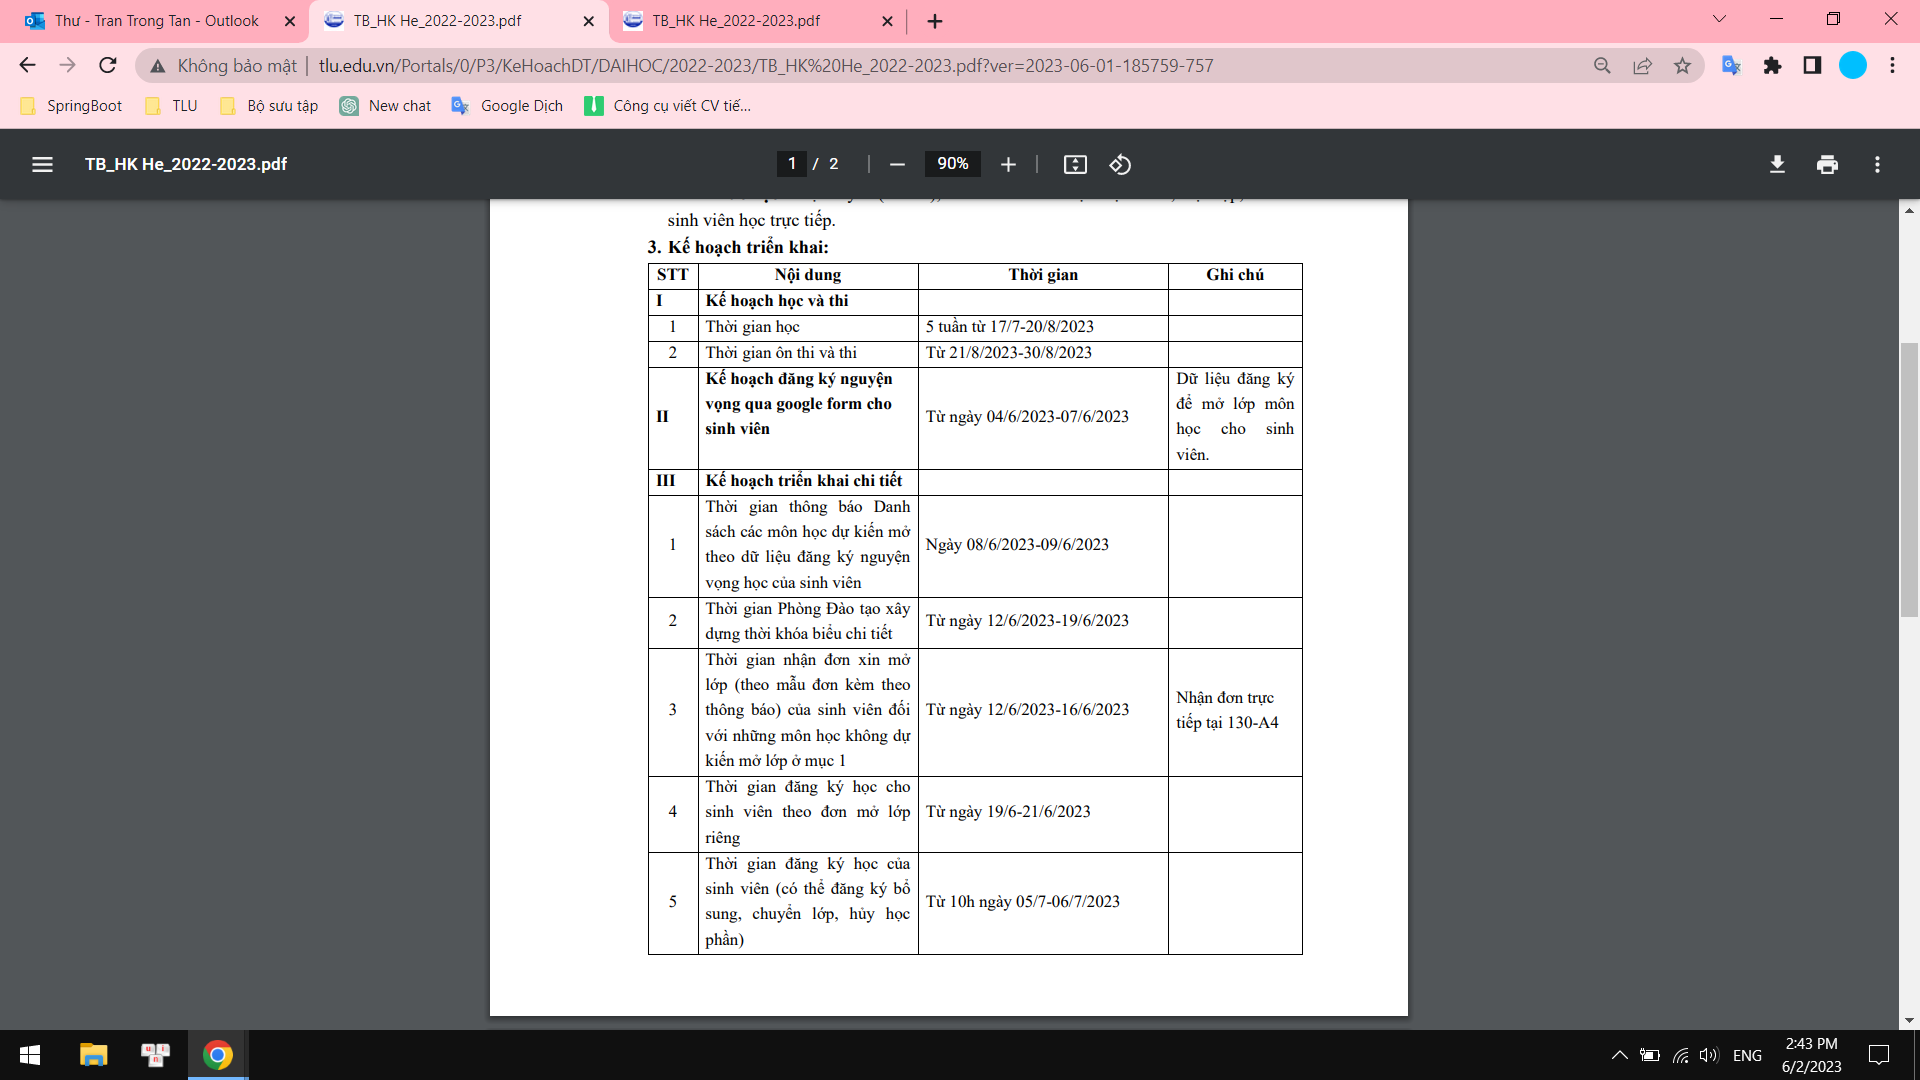 Thư - Tran Trong Tan - Outlook
TB_HK He_2022-2023.pdf
TB_HK He_2022-2023.pdf
Không bảo mật
tlu.edu.vn/Portals/0/P3/KeHoachDT/DAIHOC/2022-2023/TB_HK%20He_2022-2023.pdf?ver=2023-06-01-185759-757
SpringBoot
TLU
Bộ sưu tập
New chat
Google Dịch
Công cụ viết CV tiế...
TB_HK He_2022-2023.pdf
1 / 2
90%
sinh viên học trực tiếp.
3. Kế hoạch triển khai:
STT
Nội dung
Thời gian
Ghi chú
I
Kế hoạch học và thi
1
Thời gian học
5 tuần từ 17/7-20/8/2023
2
Thời gian ôn thi và thi
Từ 21/8/2023-30/8/2023
II
Kế hoạch đăng ký nguyện
vọng qua google form cho
sinh viên
Từ ngày 04/6/2023-07/6/2023
Dữ liệu đăng ký
để mở lớp môn
học cho sinh
viên.
III
Kế hoạch triển khai chi tiết
1
Thời gian thông báo Danh
sách các môn học dự kiến mở
theo dữ liệu đăng ký nguyện
vọng học của sinh viên
Ngày 08/6/2023-09/6/2023
2
Thời gian Phòng Đào tạo xây
dựng thời khóa biểu chi tiết
Từ ngày 12/6/2023-19/6/2023
3
Thời gian nhận đơn xin mở
lớp (theo mẫu đơn kèm theo
thông báo) của sinh viên đối
với những môn học không dự
kiến mở lớp ở mục 1
Từ ngày 12/6/2023-16/6/2023
Nhận đơn trực
tiếp tại 130-A4
4
Thời gian đăng ký học cho
sinh viên theo đơn mở lớp
riêng
Từ ngày 19/6-21/6/2023
5
Thời gian đăng ký học của
sinh viên (có thể đăng ký bổ
sung, chuyển lớp, hủy học
phần)
Từ 10h ngày 05/7-06/7/2023
ENG
2:43 PM
6/2/2023